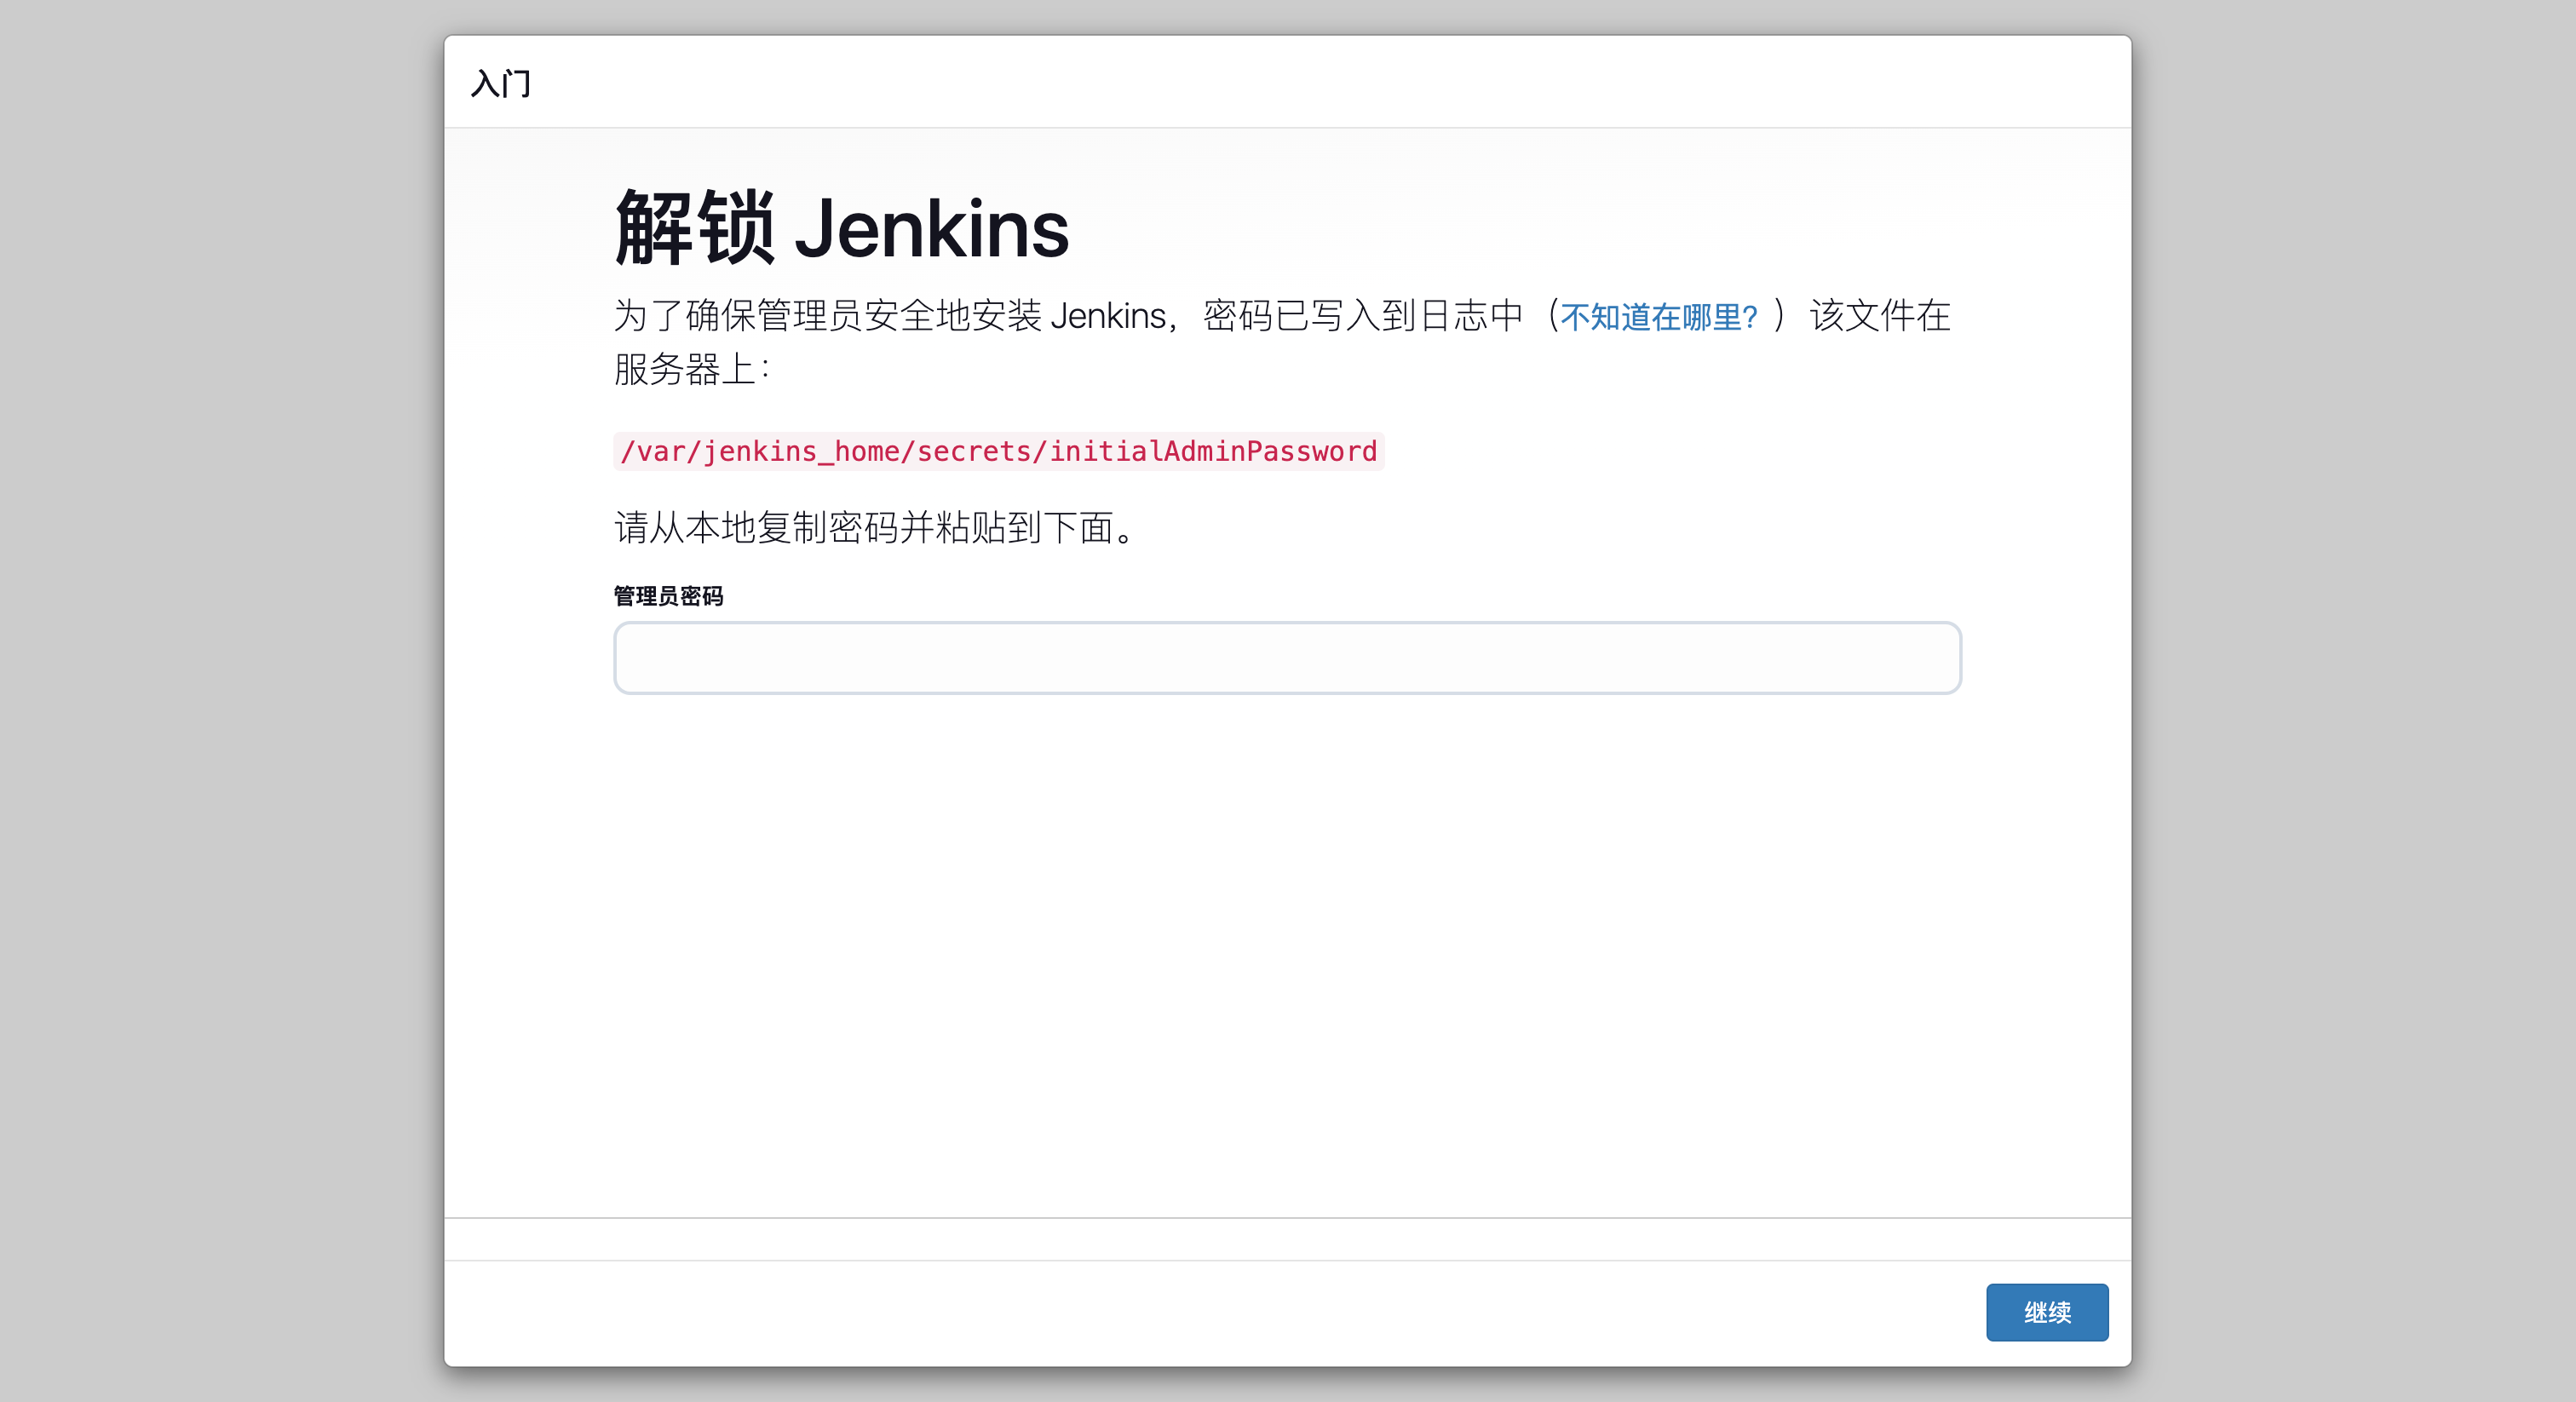 入门
解锁 Jenkins
为了确保管理员安全地安装 Jenkins，密码已写入到日志中（不知道在哪里？）该文件在
服务器上：
/var/jenkins_home/secrets/initialAdminPassword
请从本地复制密码并粘贴到下面。
管理员密码
继续